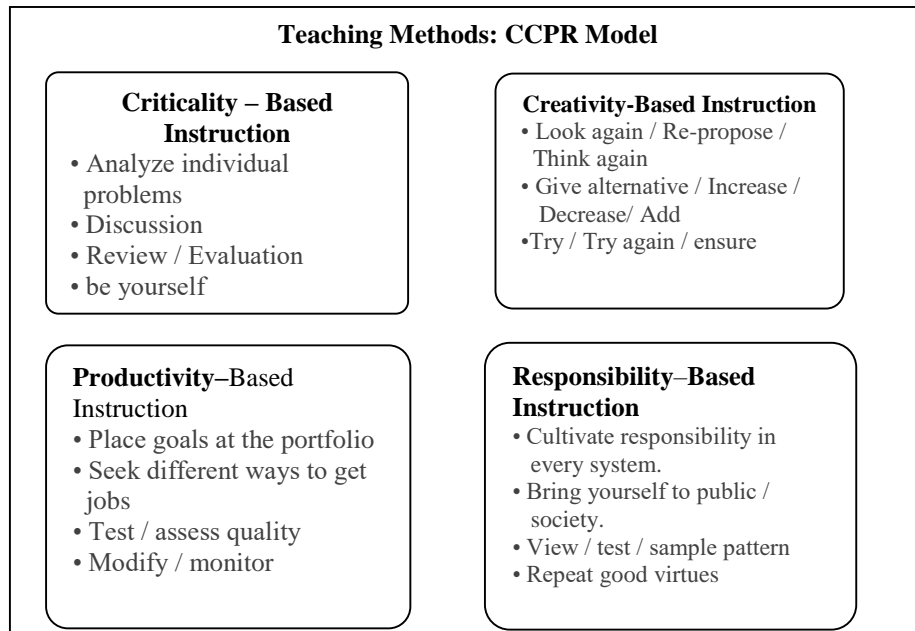 Teaching Methods: CCPR Model
Criticality – Based
Instruction
• Analyze individual
problems
• Discussion
• Review / Evaluation
• be yourself
Creativity-Based Instruction
• Look again / Re-propose /
Think again
• Give alternative / Increase /
Decrease/ Add
•Try / Try again / ensure
Productivity–Based
Instruction
• Place goals at the portfolio
• Seek different ways to get
jobs
• Test / assess quality
• Modify / monitor
Responsibility–Based
Instruction
• Cultivate responsibility in
every system.
• Bring yourself to public /
society.
• View / test / sample pattern
• Repeat good virtues